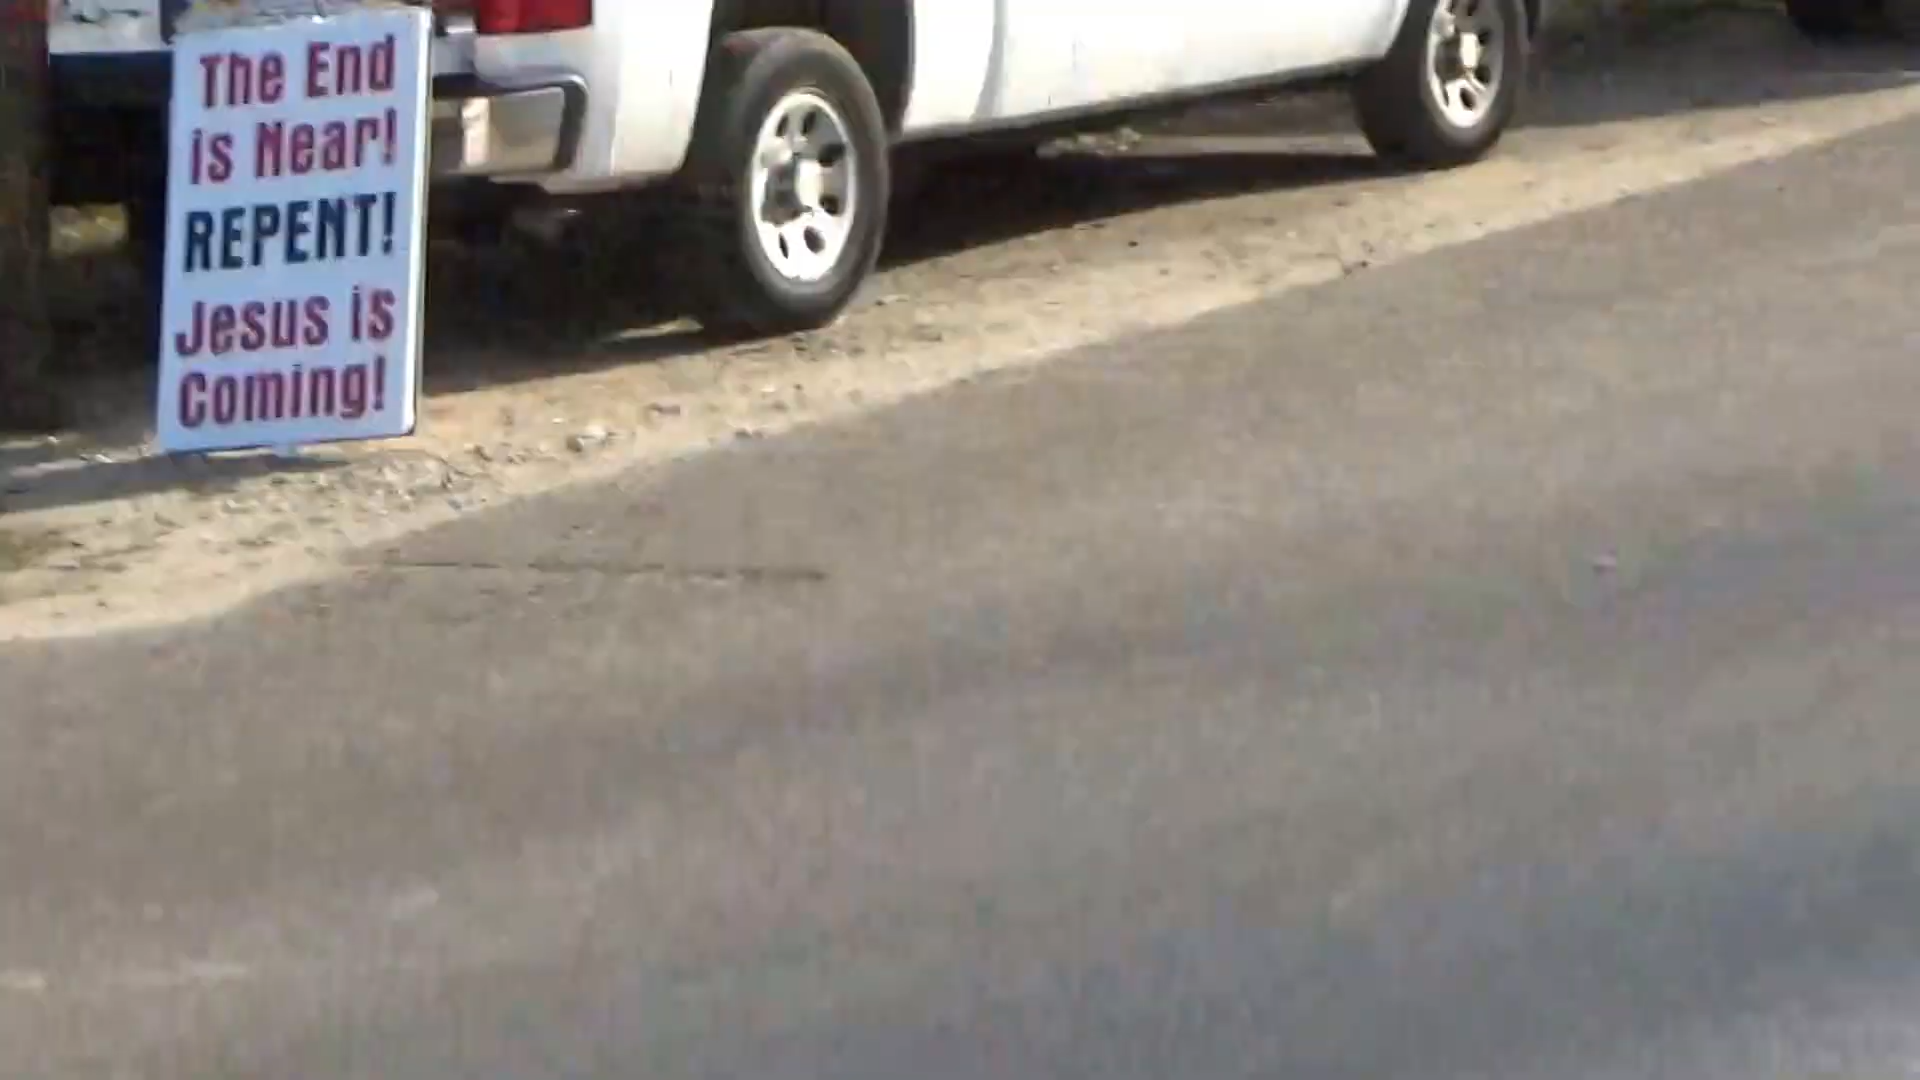 The End
is Near!
REPENT!
Jesus is
Coming!